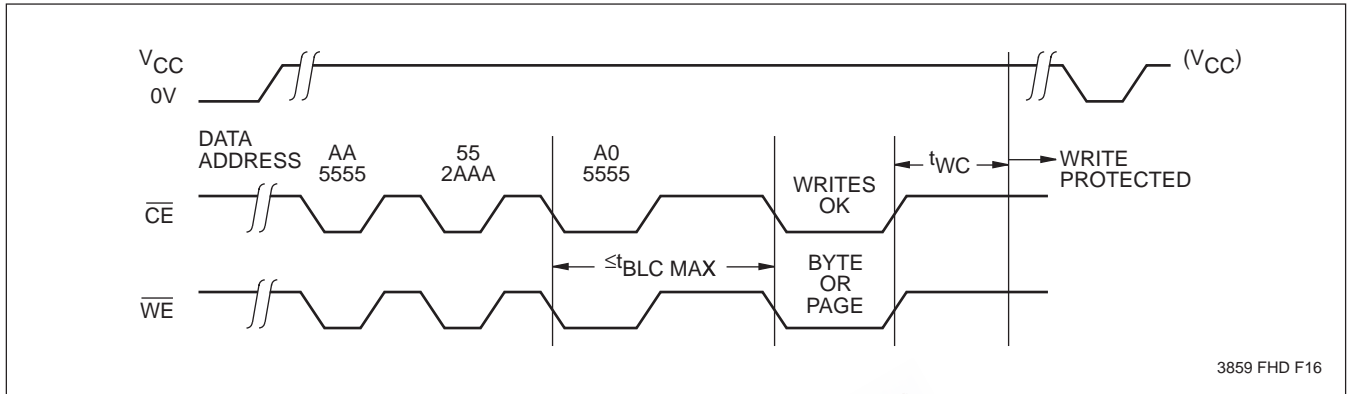 VCC
0V
(VCC)
DATA
ADDRESS
AA
5555
55
2AAA
A0
5555
WRITES
OK
tWC
WRITE
PROTECTED
CE
≤tBLC MAX
BYTE
OR
PAGE
WE
3859 FHD F16